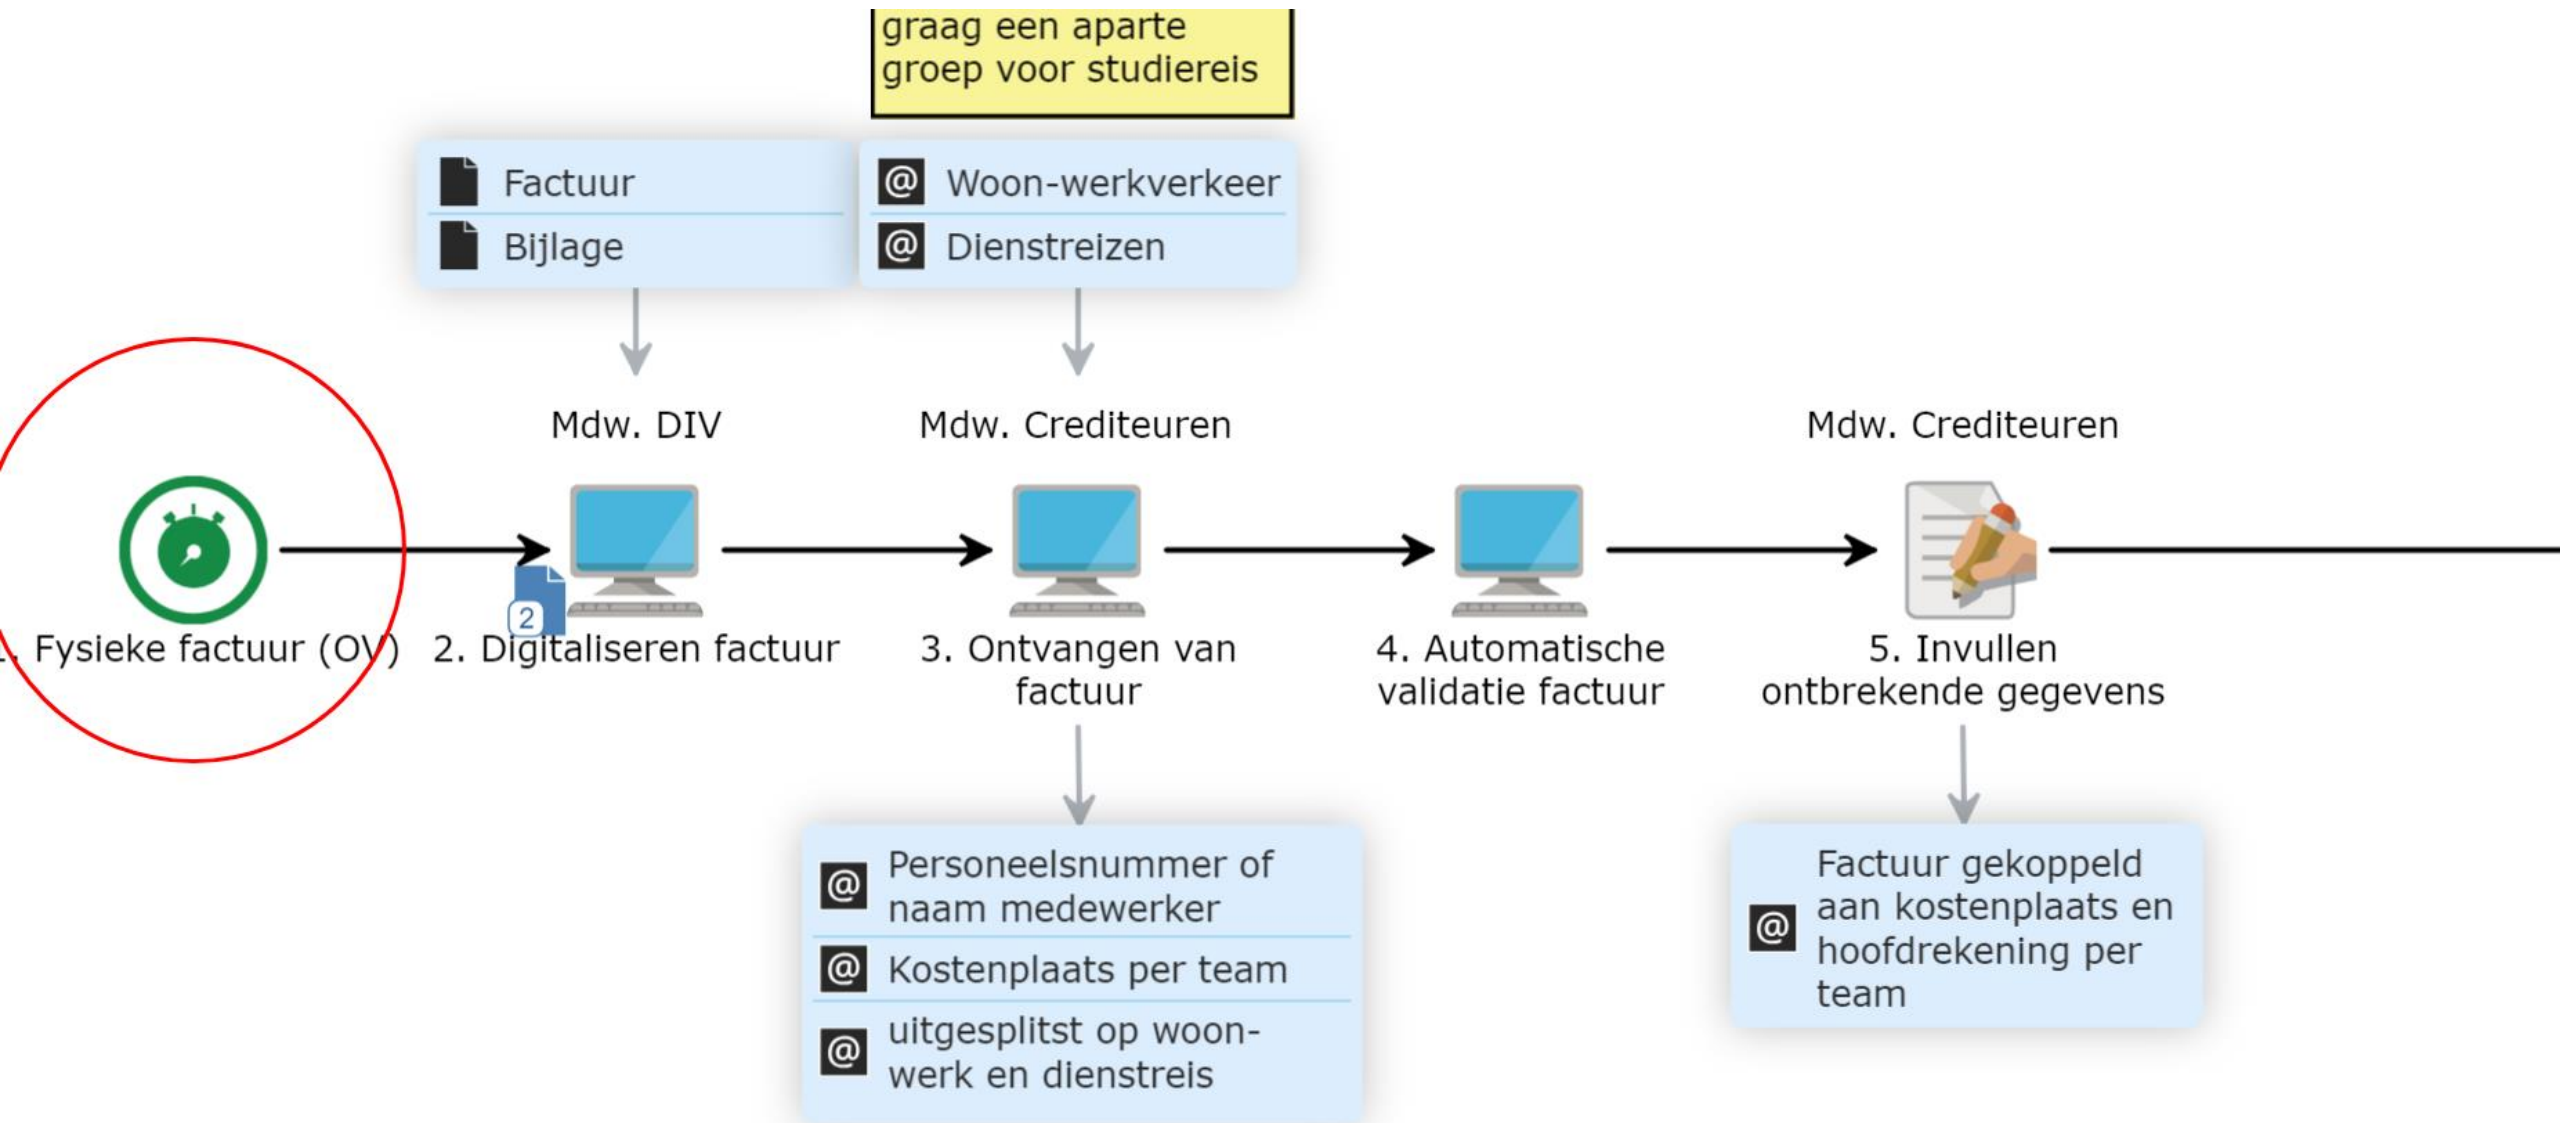 graag een aparte
groep voor studiereis
Factuur
Bijlage
@ Woon-werkverkeer
@ Dienstreizen
Mdw. DIV
Mdw. Crediteuren
Mdw. Crediteuren
2
. Fysieke factuur (OV)
2. Digitaliseren factuur
3. Ontvangen van
factuur
4. Automatische
validatie factuur
5. Invullen
ontbrekende gegevens
@ Personeelsnummer of
naam medewerker
@ Kostenplaats per team
@ uitgesplitst op woon-
werk en dienstreis
@ Factuur gekoppeld
aan kostenplaats en
hoofdrekening per
team